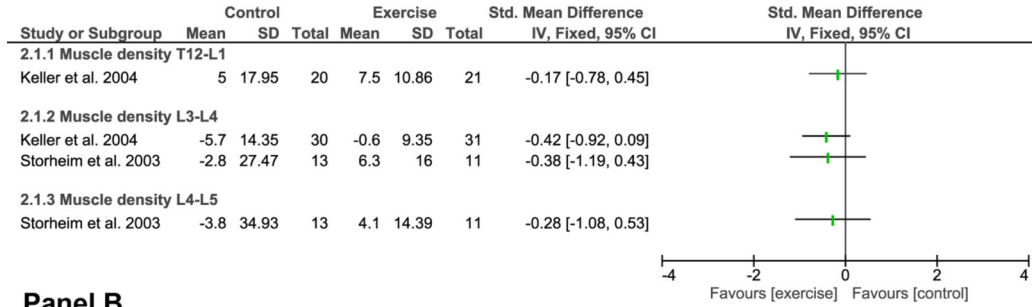 Control Exercise Std. Mean Difference Std. Mean Difference
Study or Subgroup Mean SD Total Mean SD Total IV, Fixed, 95% CI IV, Fixed, 95% CI
2.1.1 Muscle density T12-L1
Keller et al. 2004 5 17.95 20 7.5 10.86 21 -0.17 [-0.78, 0.45]
2.1.2 Muscle density L3-L4
Keller et al. 2004 -5.7 14.35 30 -0.6 9.35 31 -0.42 [-0.92, 0.09]
Storheim et al. 2003 -2.8 27.47 13 6.3 16 11 -0.38 [-1.19, 0.43]
2.1.3 Muscle density L4-L5
Storheim et al. 2003 -3.8 34.93 13 4.1 14.39 11 -0.28 [-1.08, 0.53]
-4 -2 0 2 4
Favours [exercise] Favours [control]
Panel B